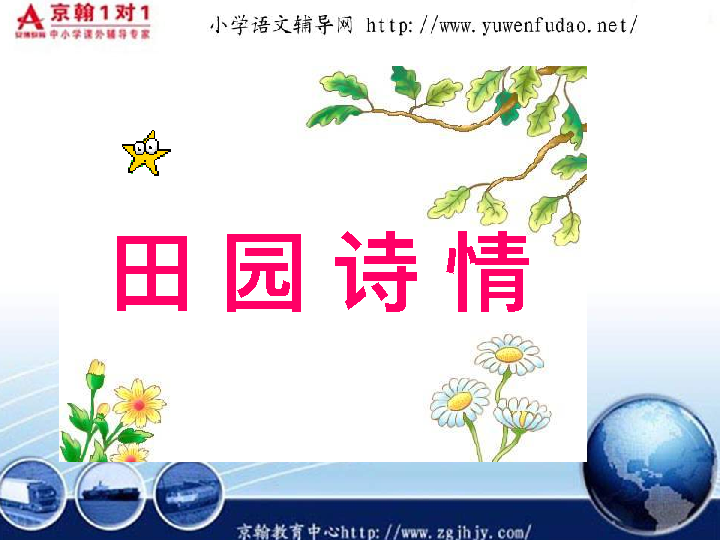 京翰1对1
京翰教育 中小学课外辅导专家
小学语文辅导网 http://www.yuwenfudao.net/
田园诗情
京翰教育中心http://www.zgjhjy.com/